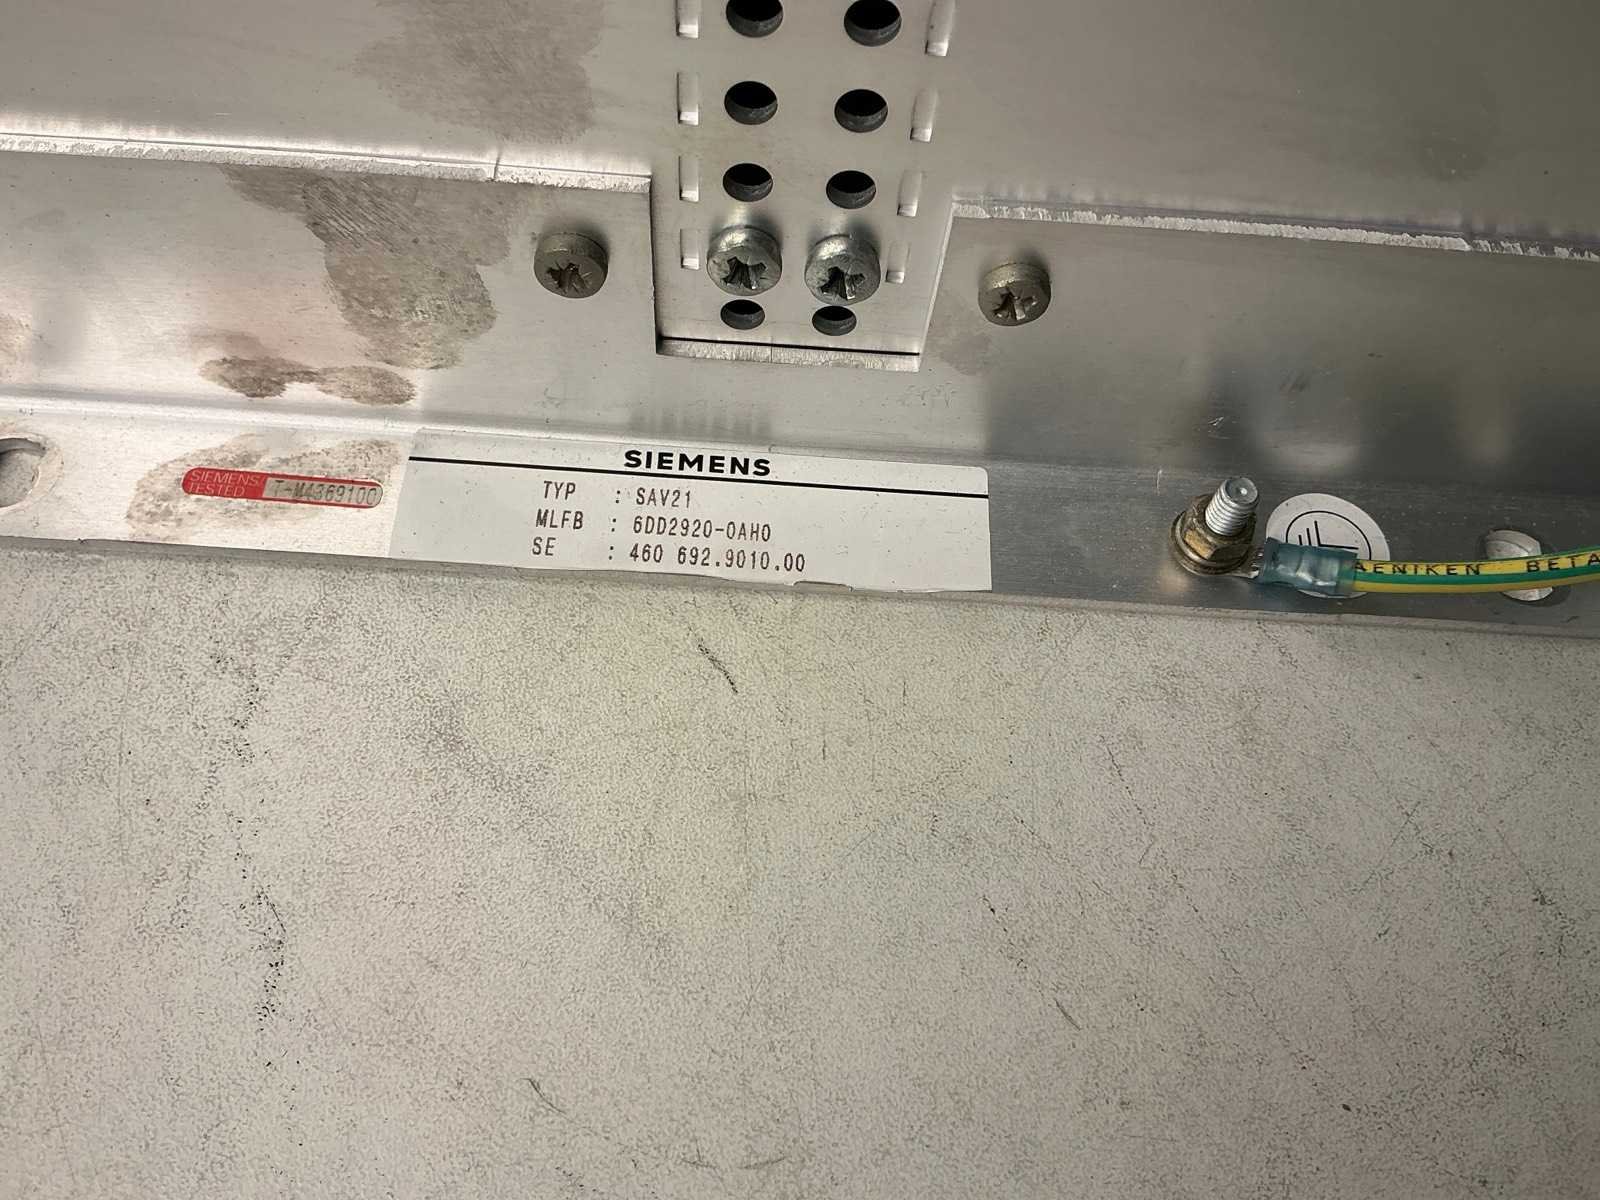 SIEMENS
TYP : SAV21
MLFB : 6DD2920-0AH0
SE : 460 692.9010.00
SIEMENS
TESTED
T-M4369100
AENIKEN BETA